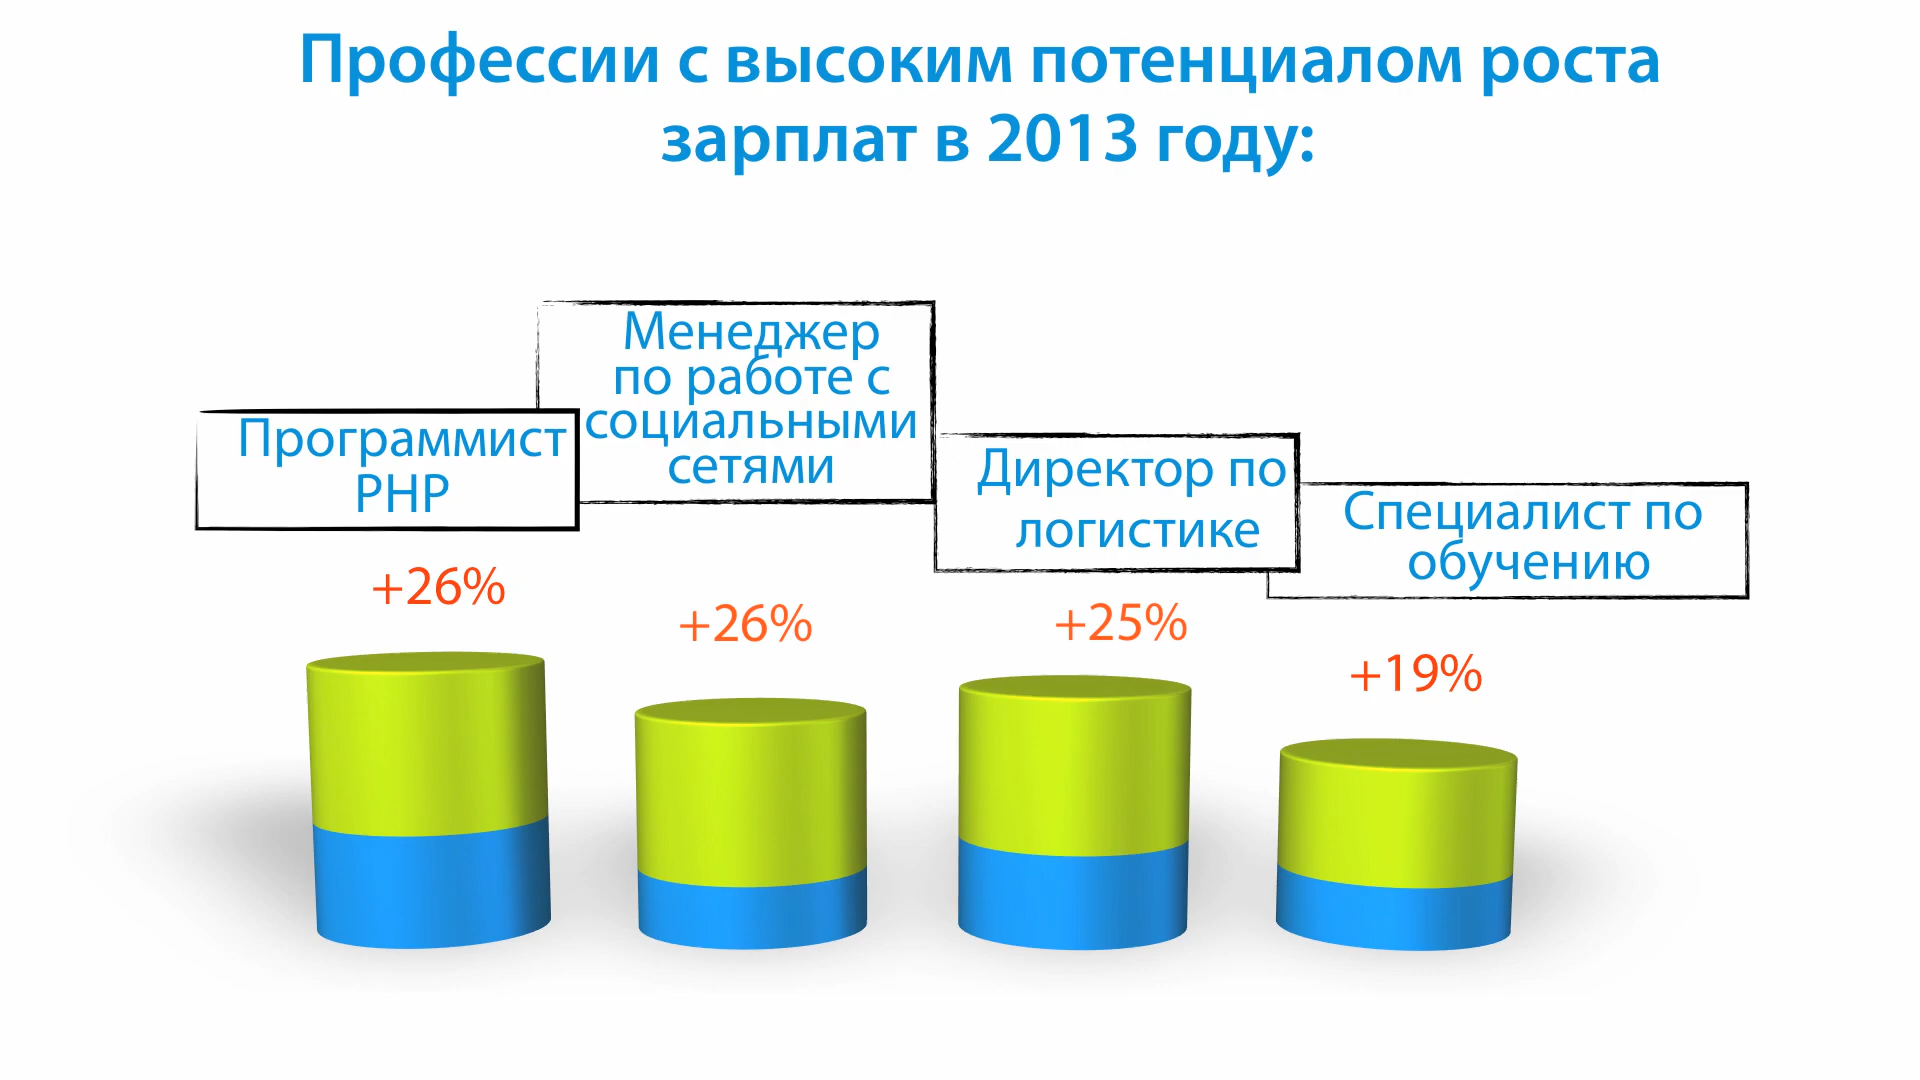 Профессии с высоким потенциалом роста
зарплат в 2013 году:
Программист
PHP
+26%
Менеджер
по работе с
социальными
сетями
+26%
Директор по
логистике
+25%
Специалист по
обучению
+19%